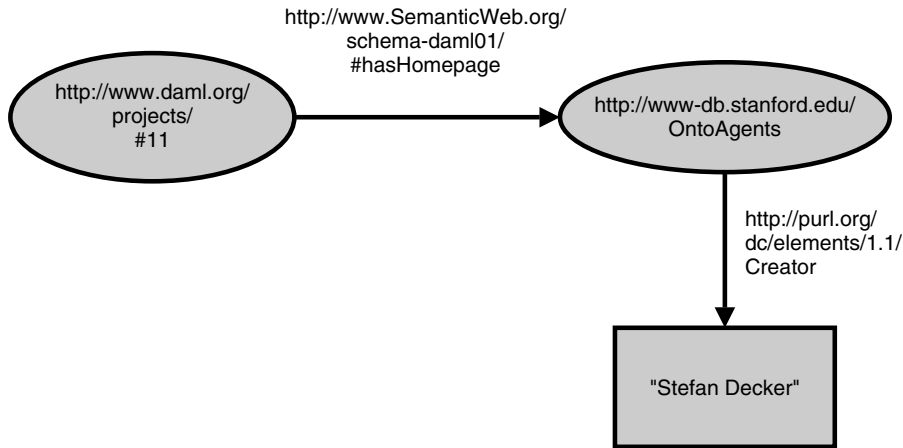 http://www.SemanticWeb.org/
schema-daml01/
#hasHomepage
http://www.daml.org/
projects/
#11
http://www-db.stanford.edu/
OntoAgents
http://purl.org/
dc/elements/1.1/
Creator
"Stefan Decker"